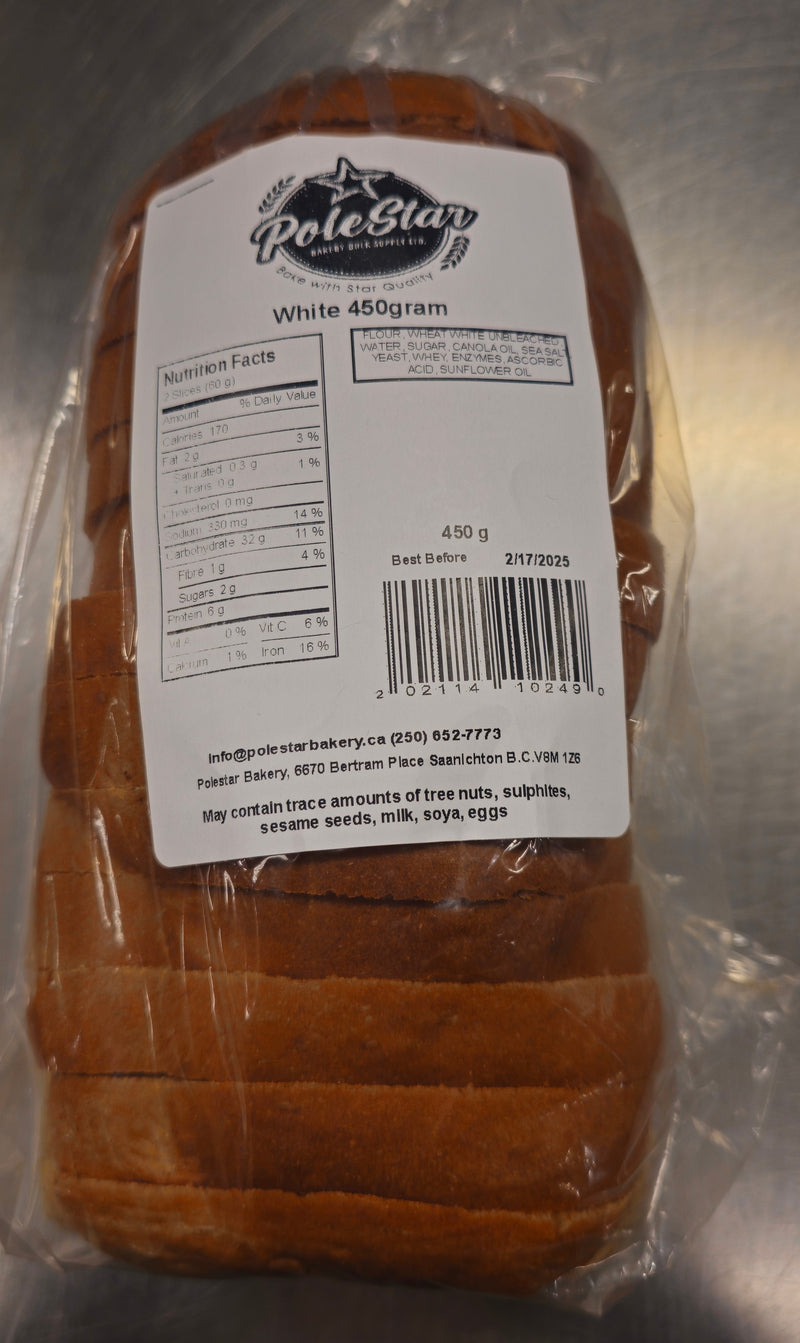 PoleStar
BAKERY BULK SUPPLY LTD.
Bake with Star Quality
White 450gram
Nutrition Facts
2 Slices (60 g)
Amount % Daily Value
Calories 170
Fat 2 g 3 %
Saturated 0.3 g 1 %
+ Trans 0 g
Cholesterol 0 mg
Sodium 330 mg 14 %
Carbohydrate 32 g 11 %
Fibre 1 g 4 %
Sugars 2 g
Protein 6 g
Vit A 0 % Vit C 6 %
Calcium 1 % Iron 16 %
FLOUR, WHEAT WHITE UNBLEACHED,
WATER, SUGAR, CANOLA OIL, SEA SALT,
YEAST, WHEY, ENZYMES, ASCORBIC
ACID, SUNFLOWER OIL
450 g
Best Before 2/17/2025
2 02114 10249 0
Info@polestarbakery.ca (250) 652-7773
Polestar Bakery, 6670 Bertram Place Saanichton B.C.V8M 1Z6
May contain trace amounts of tree nuts, sulphites,
sesame seeds, milk, soya, eggs